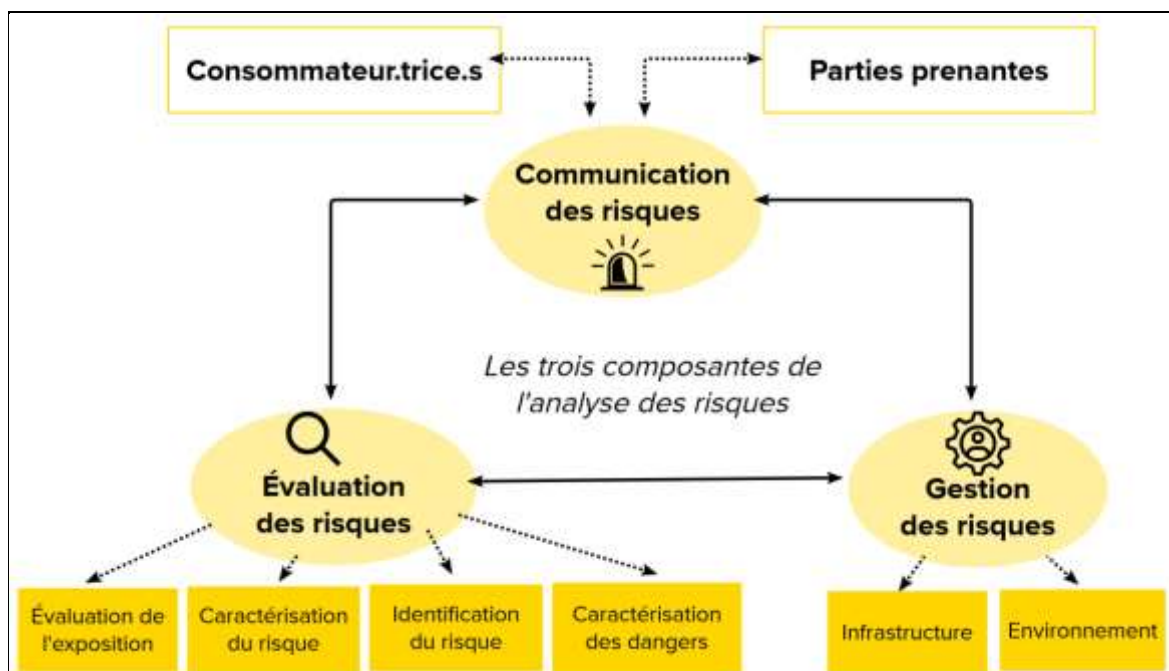 Consommateur.trice.s
Parties prenantes
Communication
des risques
Les trois composantes de
l'analyse des risques
Évaluation
des risques
Gestion
des risques
Évaluation de
l'exposition
Caractérisation
du risque
Identification
du risque
Caractérisation
des dangers
Infrastructure
Environnement